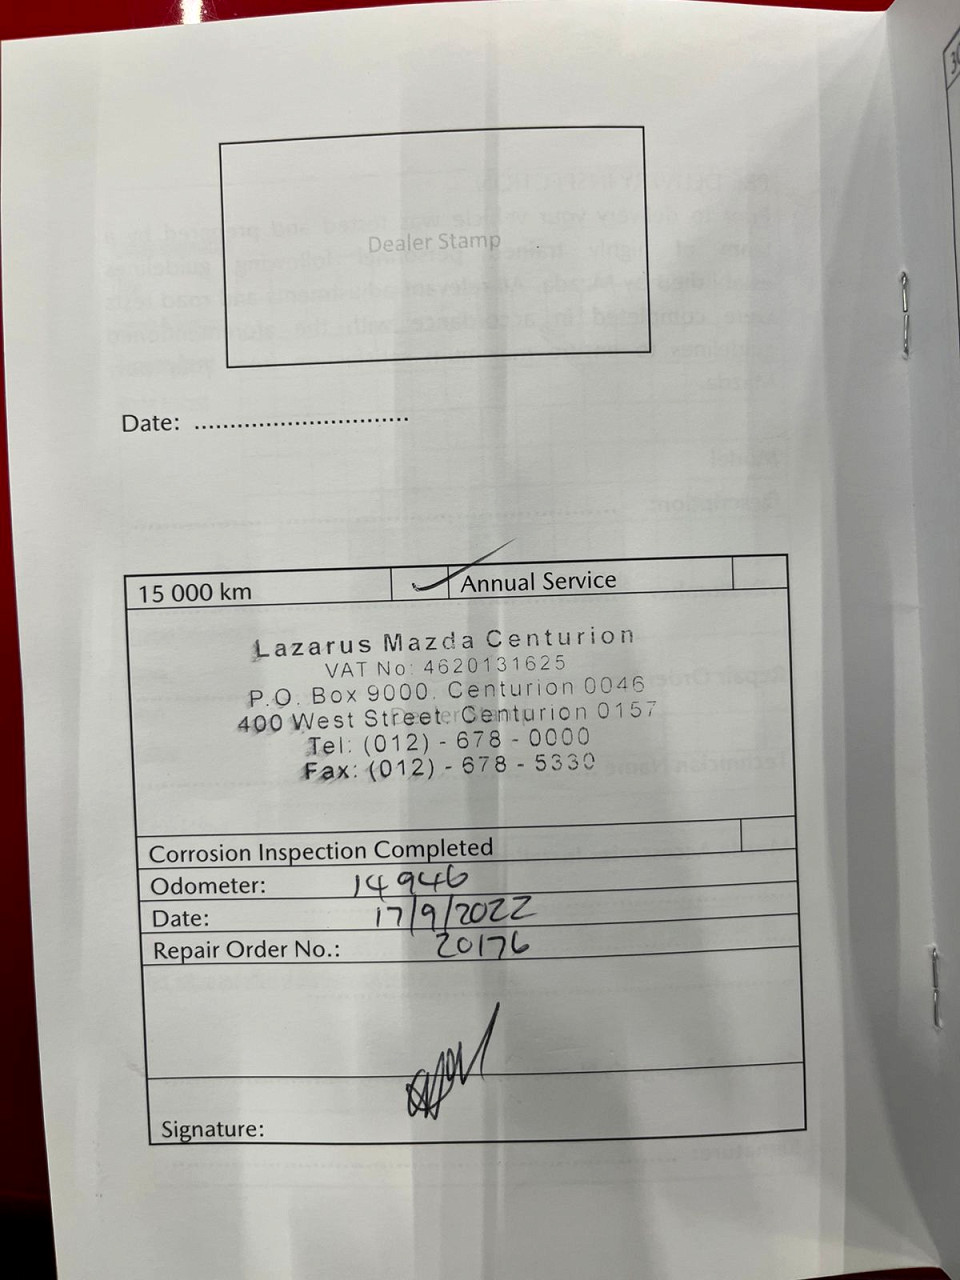 Dealer Stamp
Date: ..............................
15 000 km ✓ Annual Service
Lazarus Mazda Centurion
VAT No: 4620131625
P.O. Box 9000. Centurion 0046
400 West Street. Centurion 0157
Dealer Stamp
Tel: (012) - 678 - 0000
Fax: (012) - 678 - 5330
Corrosion Inspection Completed
Odometer: 14946
Date: 17/9/2022
Repair Order No.: 20176
Signature: